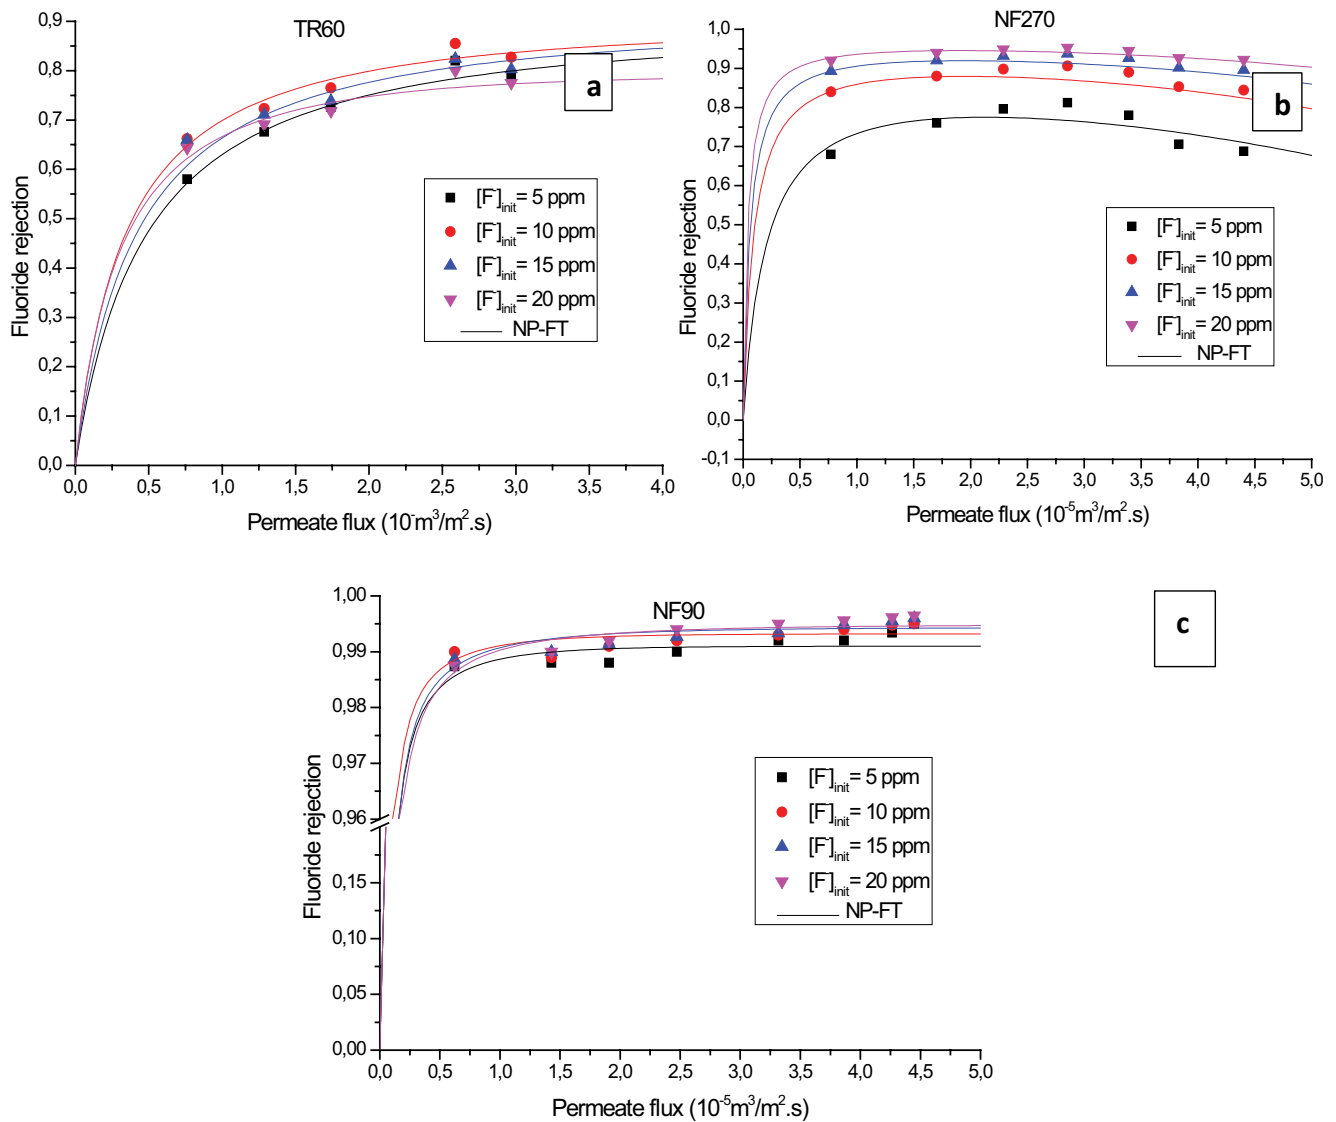 TR60
a
0,9
0,8
0,7
0,6
0,5
0,4
0,3
0,2
0,1
0,0
Fluoride rejection
[F-]init= 5 ppm
[F-]init= 10 ppm
[F-]init= 15 ppm
[F-]init= 20 ppm
NP-FT
0,0 0,5 1,0 1,5 2,0 2,5 3,0 3,5 4,0
Permeate flux (10-m3/m2.s)
NF270
b
1,0
0,9
0,8
0,7
0,6
0,5
0,4
0,3
0,2
0,1
0,0
-0,1
Fluoride rejection
[F-]init= 5 ppm
[F-]init= 10 ppm
[F-]init= 15 ppm
[F-]init= 20 ppm
NP-FT
0,0 0,5 1,0 1,5 2,0 2,5 3,0 3,5 4,0 4,5 5,0
Permeate flux (10-5m3/m2.s)
NF90
c
1,00
0,99
0,98
0,97
0,96
0,15
0,10
0,05
0,00
Fluoride rejection
[F-]init= 5 ppm
[F-]init= 10 ppm
[F-]init= 15 ppm
[F-]init= 20 ppm
NP-FT
0,0 0,5 1,0 1,5 2,0 2,5 3,0 3,5 4,0 4,5 5,0
Permeate flux (10-5m3/m2.s)